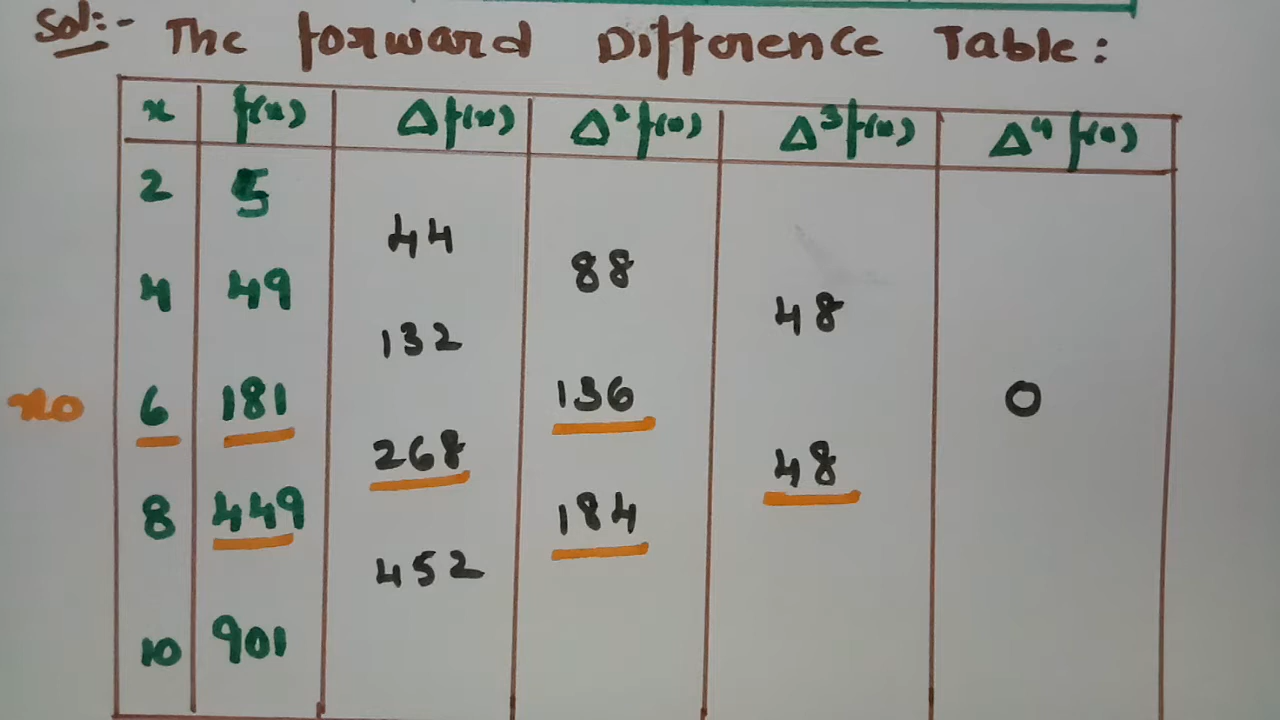 Sol:- The forward Difference Table:
x f(x) Δf(x) Δ²f(x) Δ³f(x) Δ⁴f(x)
2 5
44
88
4 49
48
132
x0 6 181 136 0
268
48
8 449 184
452
10 901